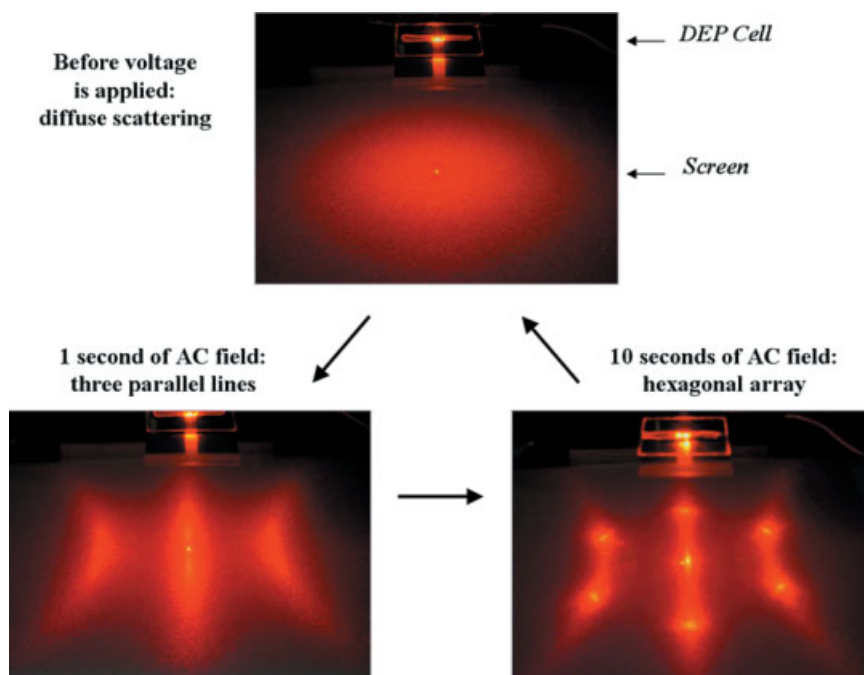 Before voltage
is applied:
diffuse scattering
DEP Cell
Screen
1 second of AC field:
three parallel lines
10 seconds of AC field:
hexagonal array